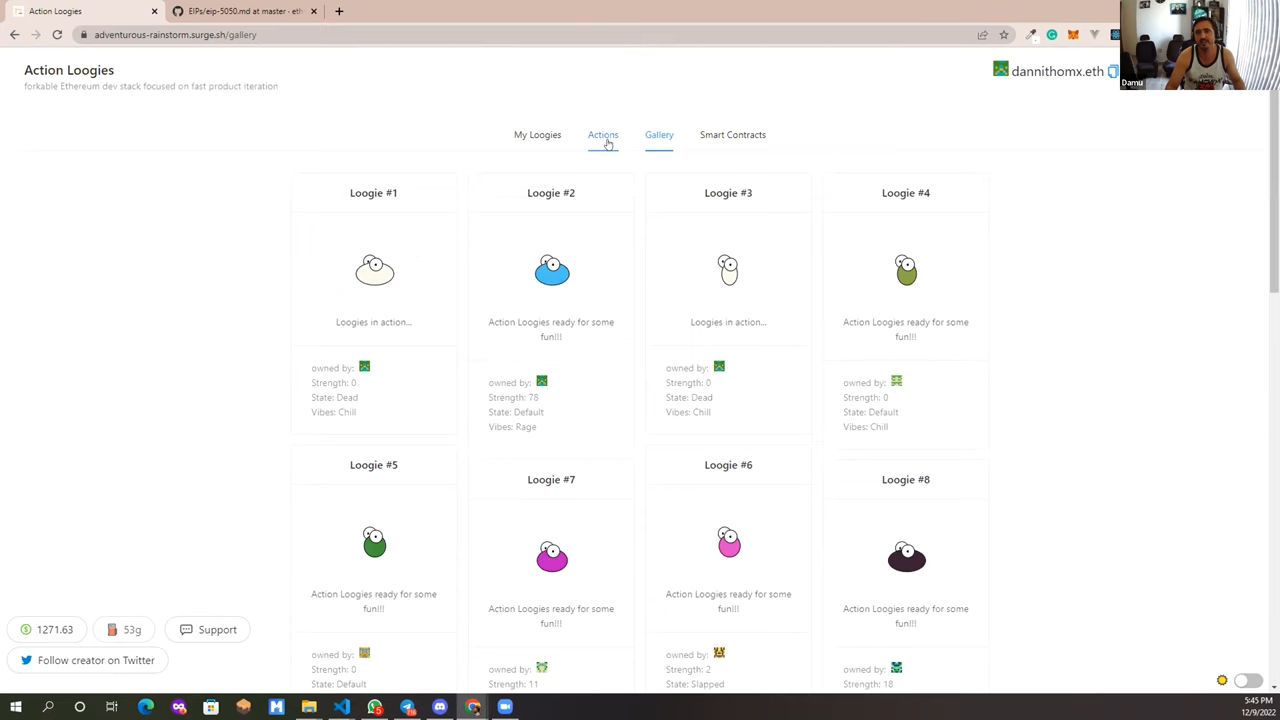 Action Loogies
EIPs/eip-5050.md at master · eth
adventurous-rainstorm.surge.sh/gallery
Damu
Action Loogies
forkable Ethereum dev stack focused on fast product iteration
dannithomx.eth
My Loogies
Actions
Gallery
Smart Contracts
Loogie #1
Loogies in action...
owned by:
Strength: 0
State: Dead
Vibes: Chill
Loogie #2
Action Loogies ready for some
fun!!!
owned by:
Strength: 78
State: Default
Vibes: Rage
Loogie #3
Loogies in action...
owned by:
Strength: 0
State: Dead
Vibes: Chill
Loogie #4
Action Loogies ready for some
fun!!!
owned by:
Strength: 0
State: Default
Vibes: Chill
Loogie #5
Action Loogies ready for some
fun!!!
owned by:
Strength: 0
State: Default
Loogie #7
Action Loogies ready for some
fun!!!
owned by:
Strength: 11
Loogie #6
Action Loogies ready for some
fun!!!
owned by:
Strength: 2
State: Slapped
Loogie #8
Action Loogies ready for some
fun!!!
owned by:
Strength: 18
1271.63
53g
Support
Follow creator on Twitter
5:45 PM
12/9/2022